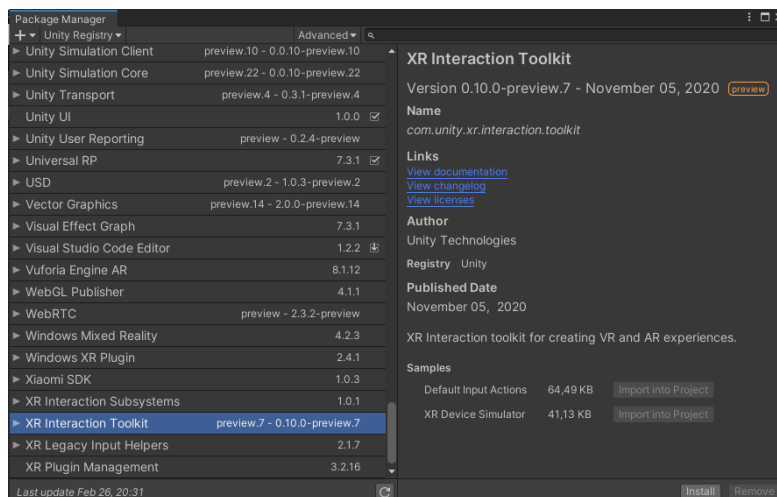 Package Manager
Unity Registry Advanced
Unity Simulation Client preview.10 - 0.0.10-preview.10
Unity Simulation Core preview.22 - 0.0.10-preview.22
Unity Transport preview.4 - 0.3.1-preview.4
Unity UI 1.0.0
Unity User Reporting preview - 0.2.4-preview
Universal RP 7.3.1
USD preview.2 - 1.0.3-preview.2
Vector Graphics preview.14 - 2.0.0-preview.14
Visual Effect Graph 7.3.1
Visual Studio Code Editor 1.2.2
Vuforia Engine AR 8.1.12
WebGL Publisher 4.1.1
WebRTC preview - 2.3.2-preview
Windows Mixed Reality 4.2.3
Windows XR Plugin 2.4.1
Xiaomi SDK 1.0.3
XR Interaction Subsystems 1.0.1
XR Interaction Toolkit preview.7 - 0.10.0-preview.7
XR Legacy Input Helpers 2.1.7
XR Plugin Management 3.2.16
Last update Feb 26, 20:31
XR Interaction Toolkit
Version 0.10.0-preview.7 - November 05, 2020 preview
Name
com.unity.xr.interaction.toolkit
Links
View documentation
View changelog
View licenses
Author
Unity Technologies
Registry Unity
Published Date
November 05, 2020
XR Interaction toolkit for creating VR and AR experiences.
Samples
Default Input Actions 64,49 KB Import into Project
XR Device Simulator 41,13 KB Import into Project
Install Remove